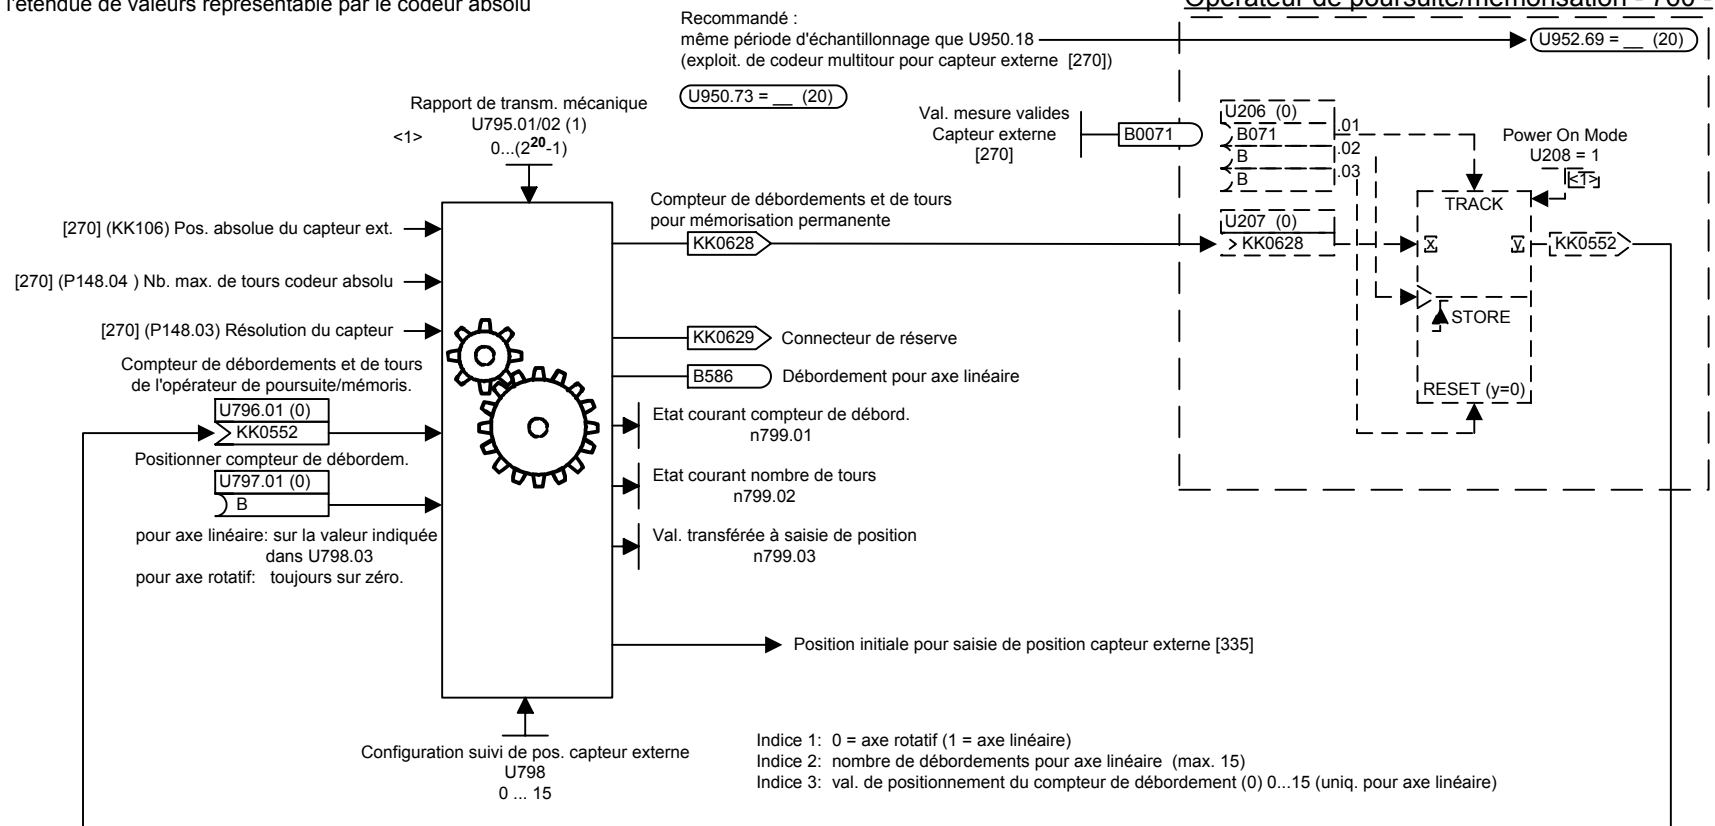 l'étendue de valeurs représentable par le codeur absolu
Opérateur de poursuite/mémorisation - 760 -
Recommandé :
même période d'échantillonnage que U950.18
(exploit. de codeur multitour pour capteur externe [270])
U950.73 = __ (20)
U952.69 = __ (20)
Rapport de transm. mécanique
U795.01/02 (1)
<1>
0...(2^20-1)
Val. mesure valides
Capteur externe
[270]
B0071
U206 (0)
B071
.01
B
.02
B
.03
Power On Mode
U208 = 1
<1>
TRACK
Compteur de débordements et de tours
pour mémorisation permanente
KK0628
U207 (0)
KK0628
x
y
KK0552
STORE
RESET (y=0)
[270] (KK106) Pos. absolue du capteur ext.
[270] (P148.04 ) Nb. max. de tours codeur absolu
[270] (P148.03) Résolution du capteur
Compteur de débordements et de tours
de l'opérateur de poursuite/mémoris.
U796.01 (0)
KK0552
Positionner compteur de débordem.
U797.01 (0)
B
pour axe linéaire: sur la valeur indiquée
dans U798.03
pour axe rotatif: toujours sur zéro.
KK0629
Connecteur de réserve
B586
Débordement pour axe linéaire
Etat courant compteur de débord.
n799.01
Etat courant nombre de tours
n799.02
Val. transférée à saisie de position
n799.03
Position initiale pour saisie de position capteur externe [335]
Configuration suivi de pos. capteur externe
U798
0 ... 15
Indice 1: 0 = axe rotatif (1 = axe linéaire)
Indice 2: nombre de débordements pour axe linéaire (max. 15)
Indice 3: val. de positionnement du compteur de débordement (0) 0...15 (uniq. pour axe linéaire)